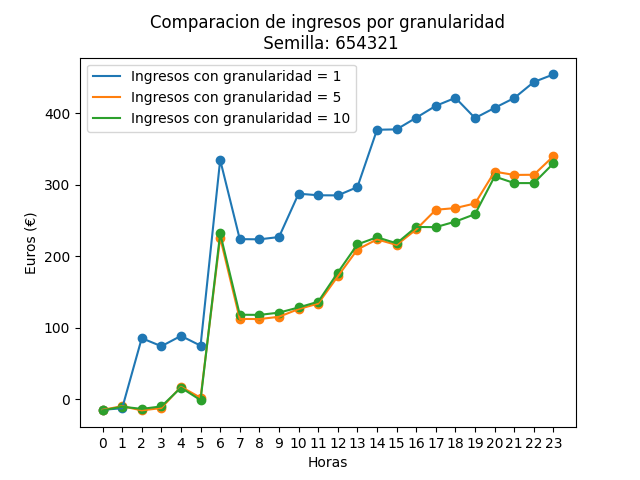 Comparacion de ingresos por granularidad
Semilla: 654321
Ingresos con granularidad = 1
Ingresos con granularidad = 5
Ingresos con granularidad = 10
Euros (€)
400
300
200
100
0
0 1 2 3 4 5 6 7 8 9 10 11 12 13 14 15 16 17 18 19 20 21 22 23
Horas